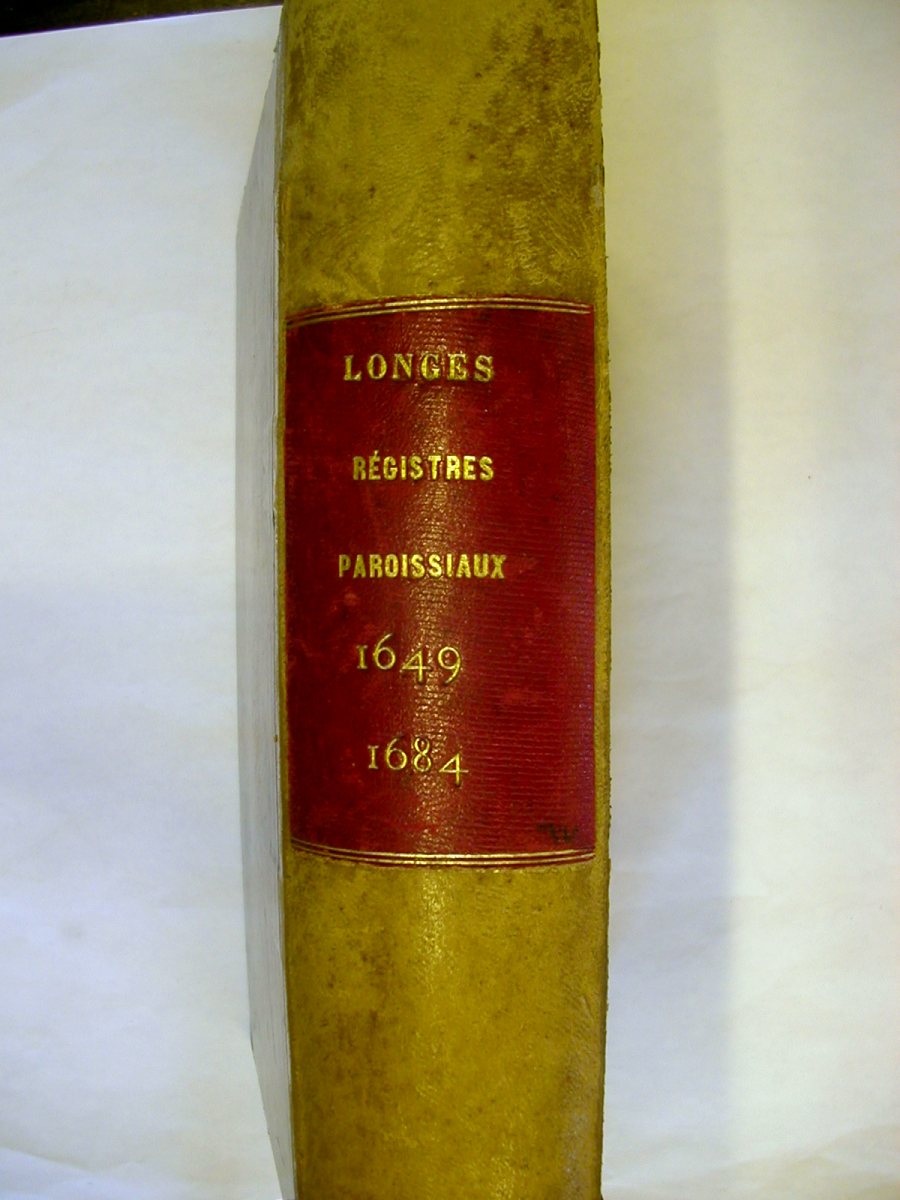 LONGES
RÉGISTRES
PAROISSIAUX
1649
1684